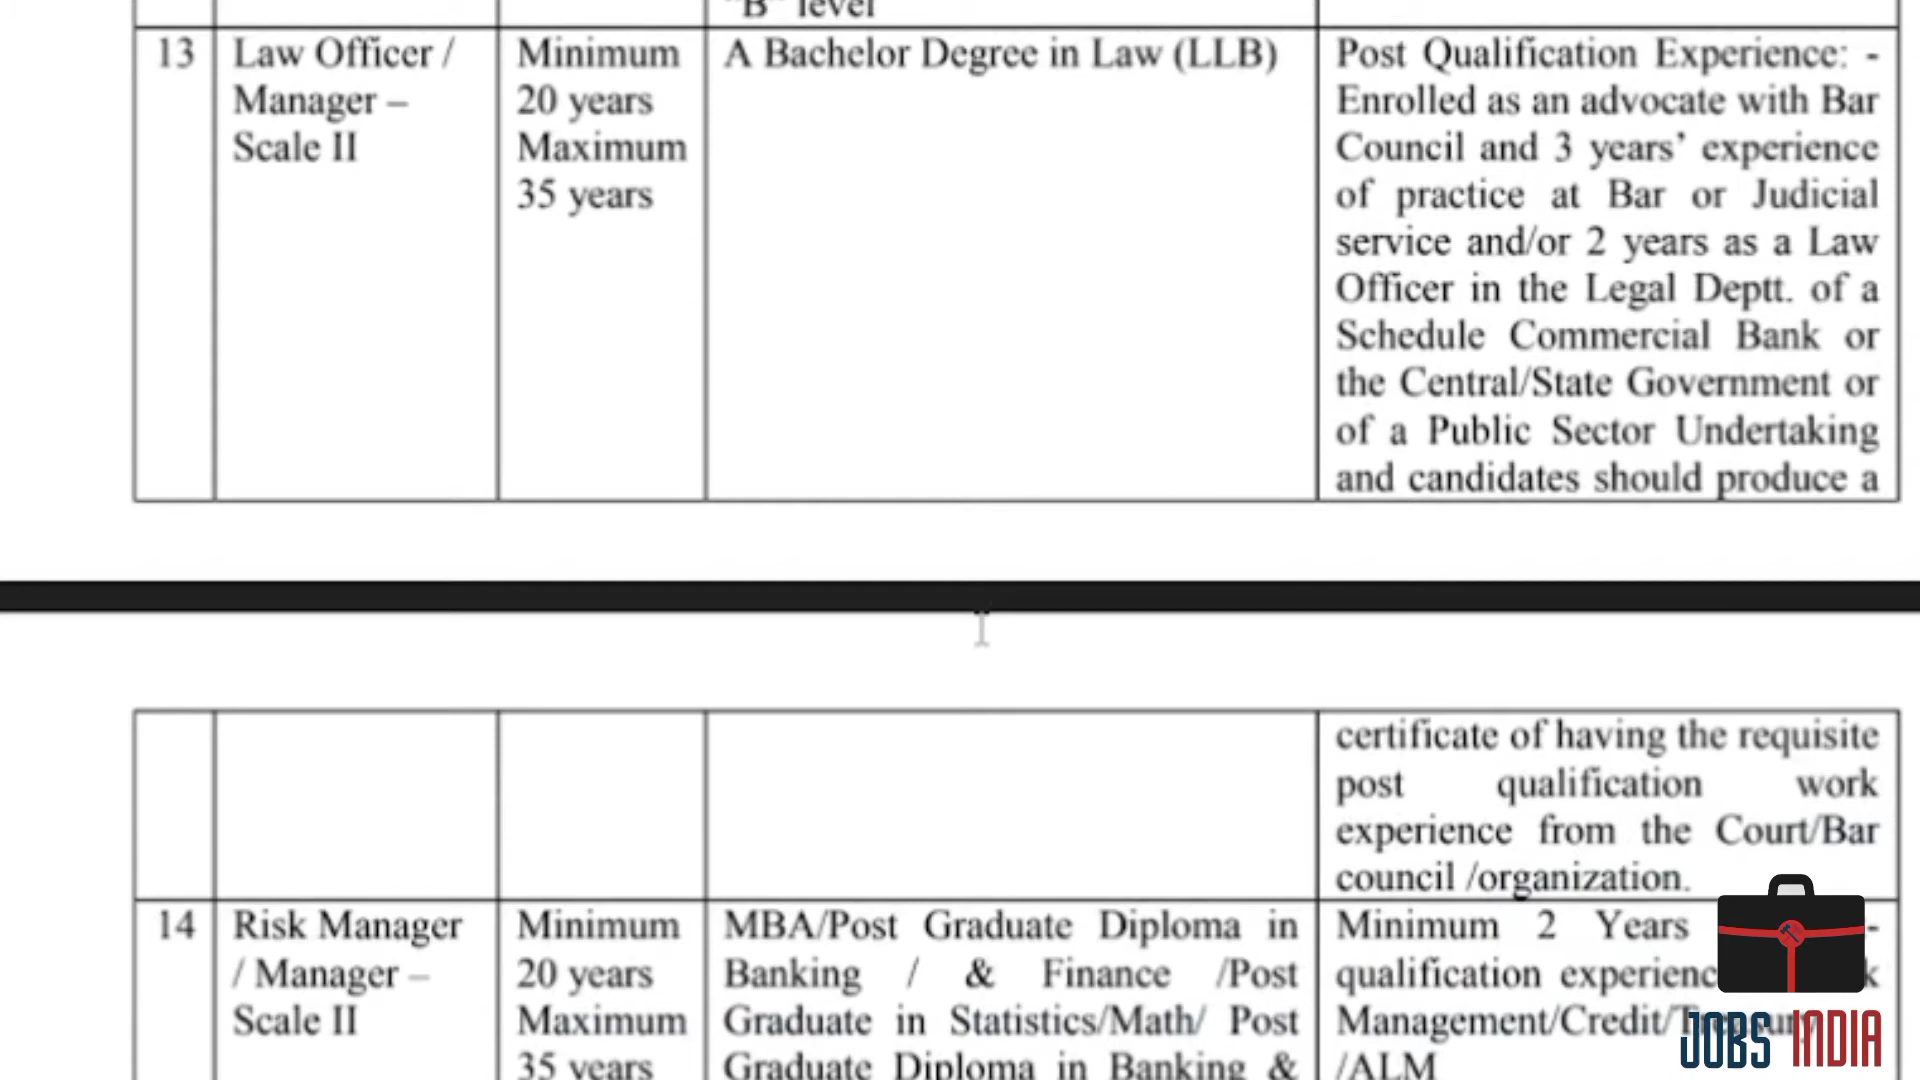 "B" level
13
Law Officer /
Manager –
Scale II
Minimum
20 years
Maximum
35 years
A Bachelor Degree in Law (LLB)
Post Qualification Experience: -
Enrolled as an advocate with Bar
Council and 3 years’ experience
of practice at Bar or Judicial
service and/or 2 years as a Law
Officer in the Legal Deptt. of a
Schedule Commercial Bank or
the Central/State Government or
of a Public Sector Undertaking
and candidates should produce a
certificate of having the requisite
post qualification work
experience from the Court/Bar
council /organization.
14
Risk Manager
/ Manager –
Scale II
Minimum
20 years
Maximum
35 years
MBA/Post Graduate Diploma in
Banking / & Finance /Post
Graduate in Statistics/Math/ Post
Graduate Diploma in Banking &
Minimum 2 Years -
qualification
Management/Credit/Treasury
/ALM
JOBS INDIA